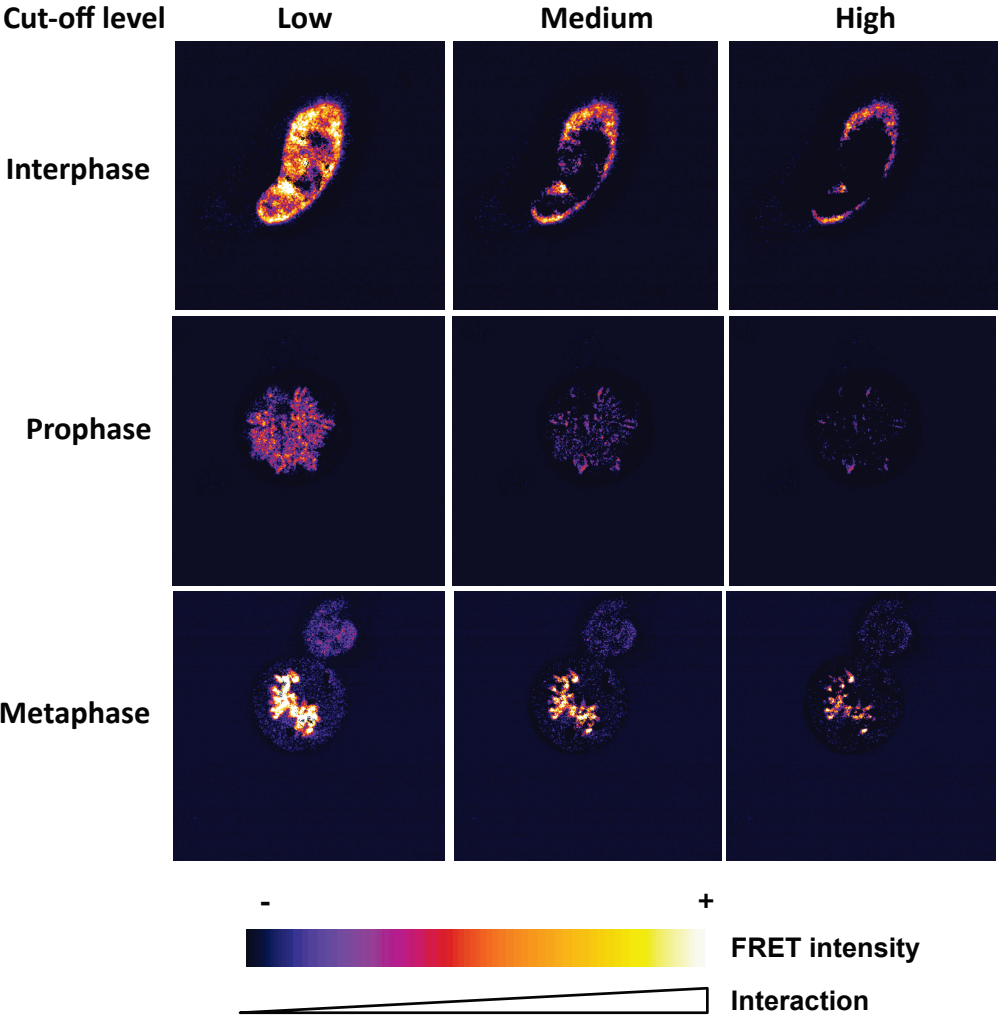 Cut-off level Low Medium High
Interphase
Prophase
Metaphase
- +
FRET intensity
Interaction